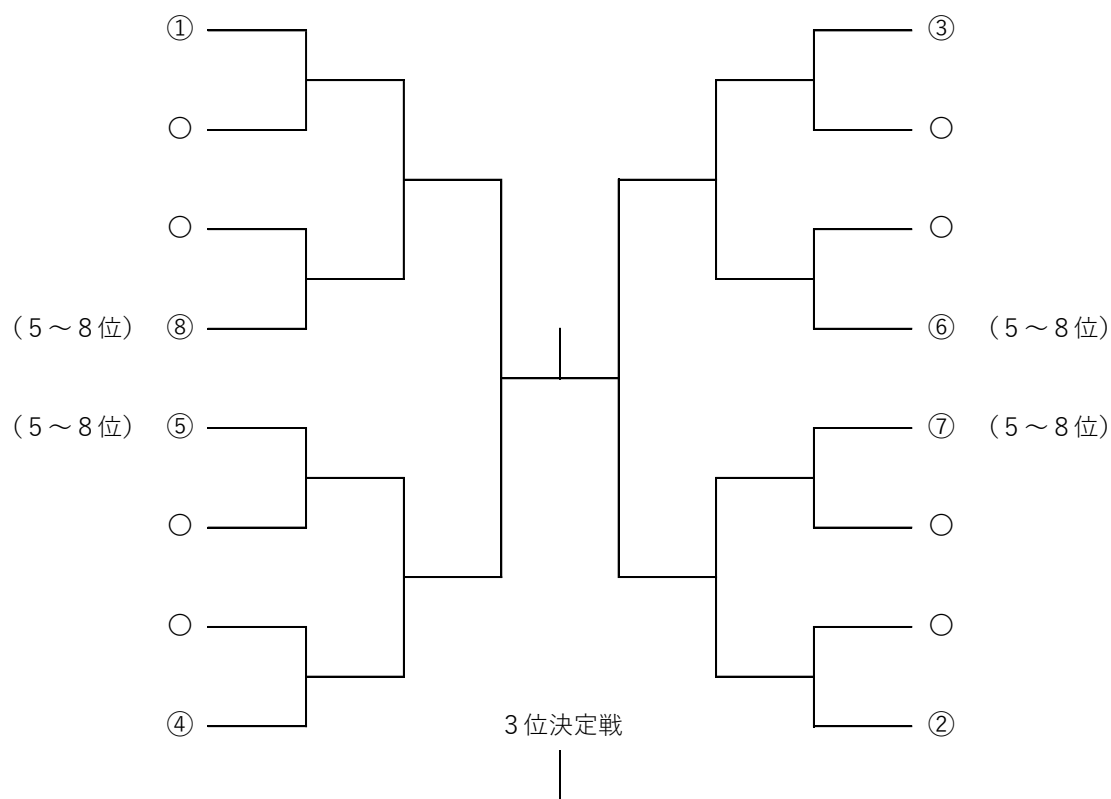 ① ③
〇 〇
〇 〇
（５～８位） ⑧ ⑥ （５～８位）
（５～８位） ⑤ ⑦ （５～８位）
〇 〇
〇 〇
④ ３位決定戦 ②